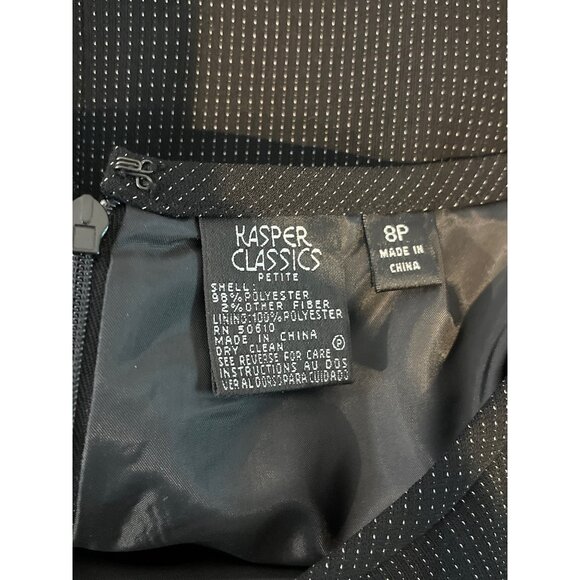 KASPER
CLASSICS
PETITE
SHELL:
98% POLYESTER
2% OTHER FIBER
LINING:100% POLYESTER
RN 50610
MADE IN CHINA
DRY CLEAN
P
SEE REVERSE FOR CARE
INSTRUCTIONS AU DOS
VER AL DORSO PARA CUIDADO
8P
MADE IN
CHINA